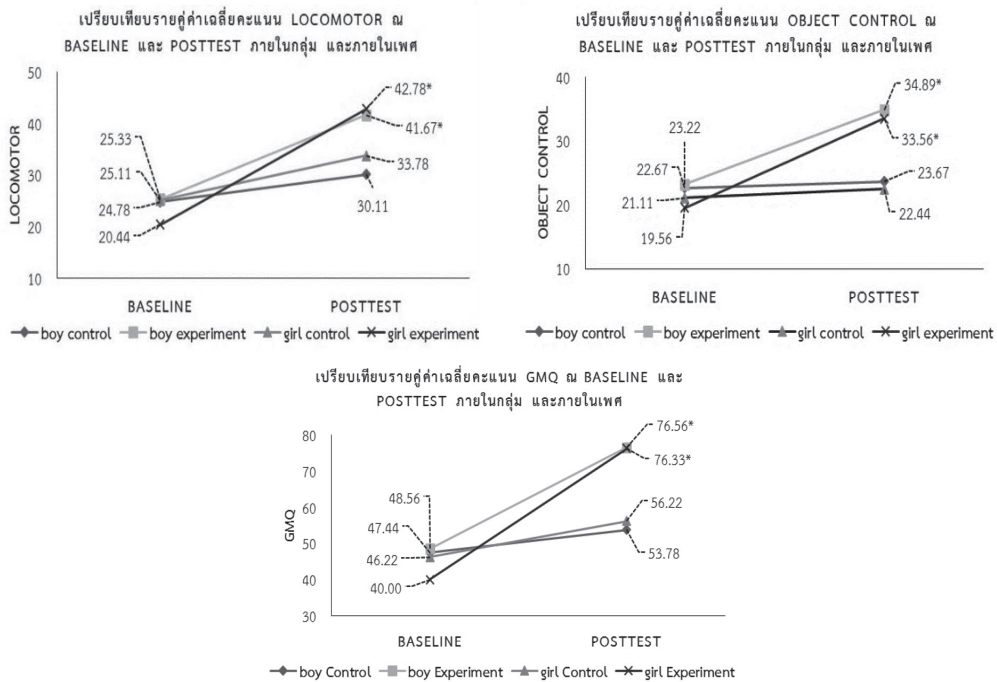 เปรียบเทียบรายคู่ค่าเฉลี่ยคะแนน LOCOMOTOR ณ
BASELINE และ POSTTEST ภายในกลุ่ม และภายในเพศ
50
40
30
20
10
LOCOMOTOR
25.33
25.11
24.78
20.44
42.78*
41.67*
33.78
30.11
BASELINE POSTTEST
boy control boy experiment girl control girl experiment
เปรียบเทียบรายคู่ค่าเฉลี่ยคะแนน OBJECT CONTROL ณ
BASELINE และ POSTTEST ภายในกลุ่ม และภายในเพศ
40
30
20
10
OBJECT CONTROL
23.22
22.67
21.11
19.56
34.89*
33.56*
23.67
22.44
BASELINE POSTTEST
boy control boy experiment girl control girl experiment
เปรียบเทียบรายคู่ค่าเฉลี่ยคะแนน GMQ ณ BASELINE และ
POSTTEST ภายในกลุ่ม และภายในเพศ
80
70
60
50
40
30
GMQ
48.56
47.44
46.22
40.00
76.56*
76.33*
56.22
53.78
BASELINE POSTTEST
boy Control boy Experiment girl Control girl Experiment